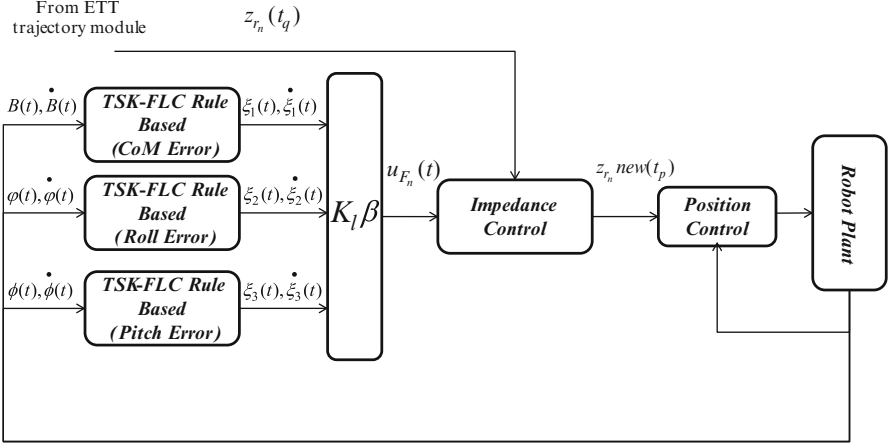 From ETT
trajectory module
z_{r_n}(t_q)
B(t), Ḃ(t)
TSK-FLC Rule
Based
(CoM Error)
ξ_1(t), ξ̇_1(t)
φ(t), φ̇(t)
TSK-FLC Rule
Based
(Roll Error)
ξ_2(t), ξ̇_2(t)
ϕ(t), ϕ̇(t)
TSK-FLC Rule
Based
(Pitch Error)
ξ_3(t), ξ̇_3(t)
K_l β
u_{F_n}(t)
Impedance
Control
z_{r_n} new(t_p)
Position
Control
Robot Plant